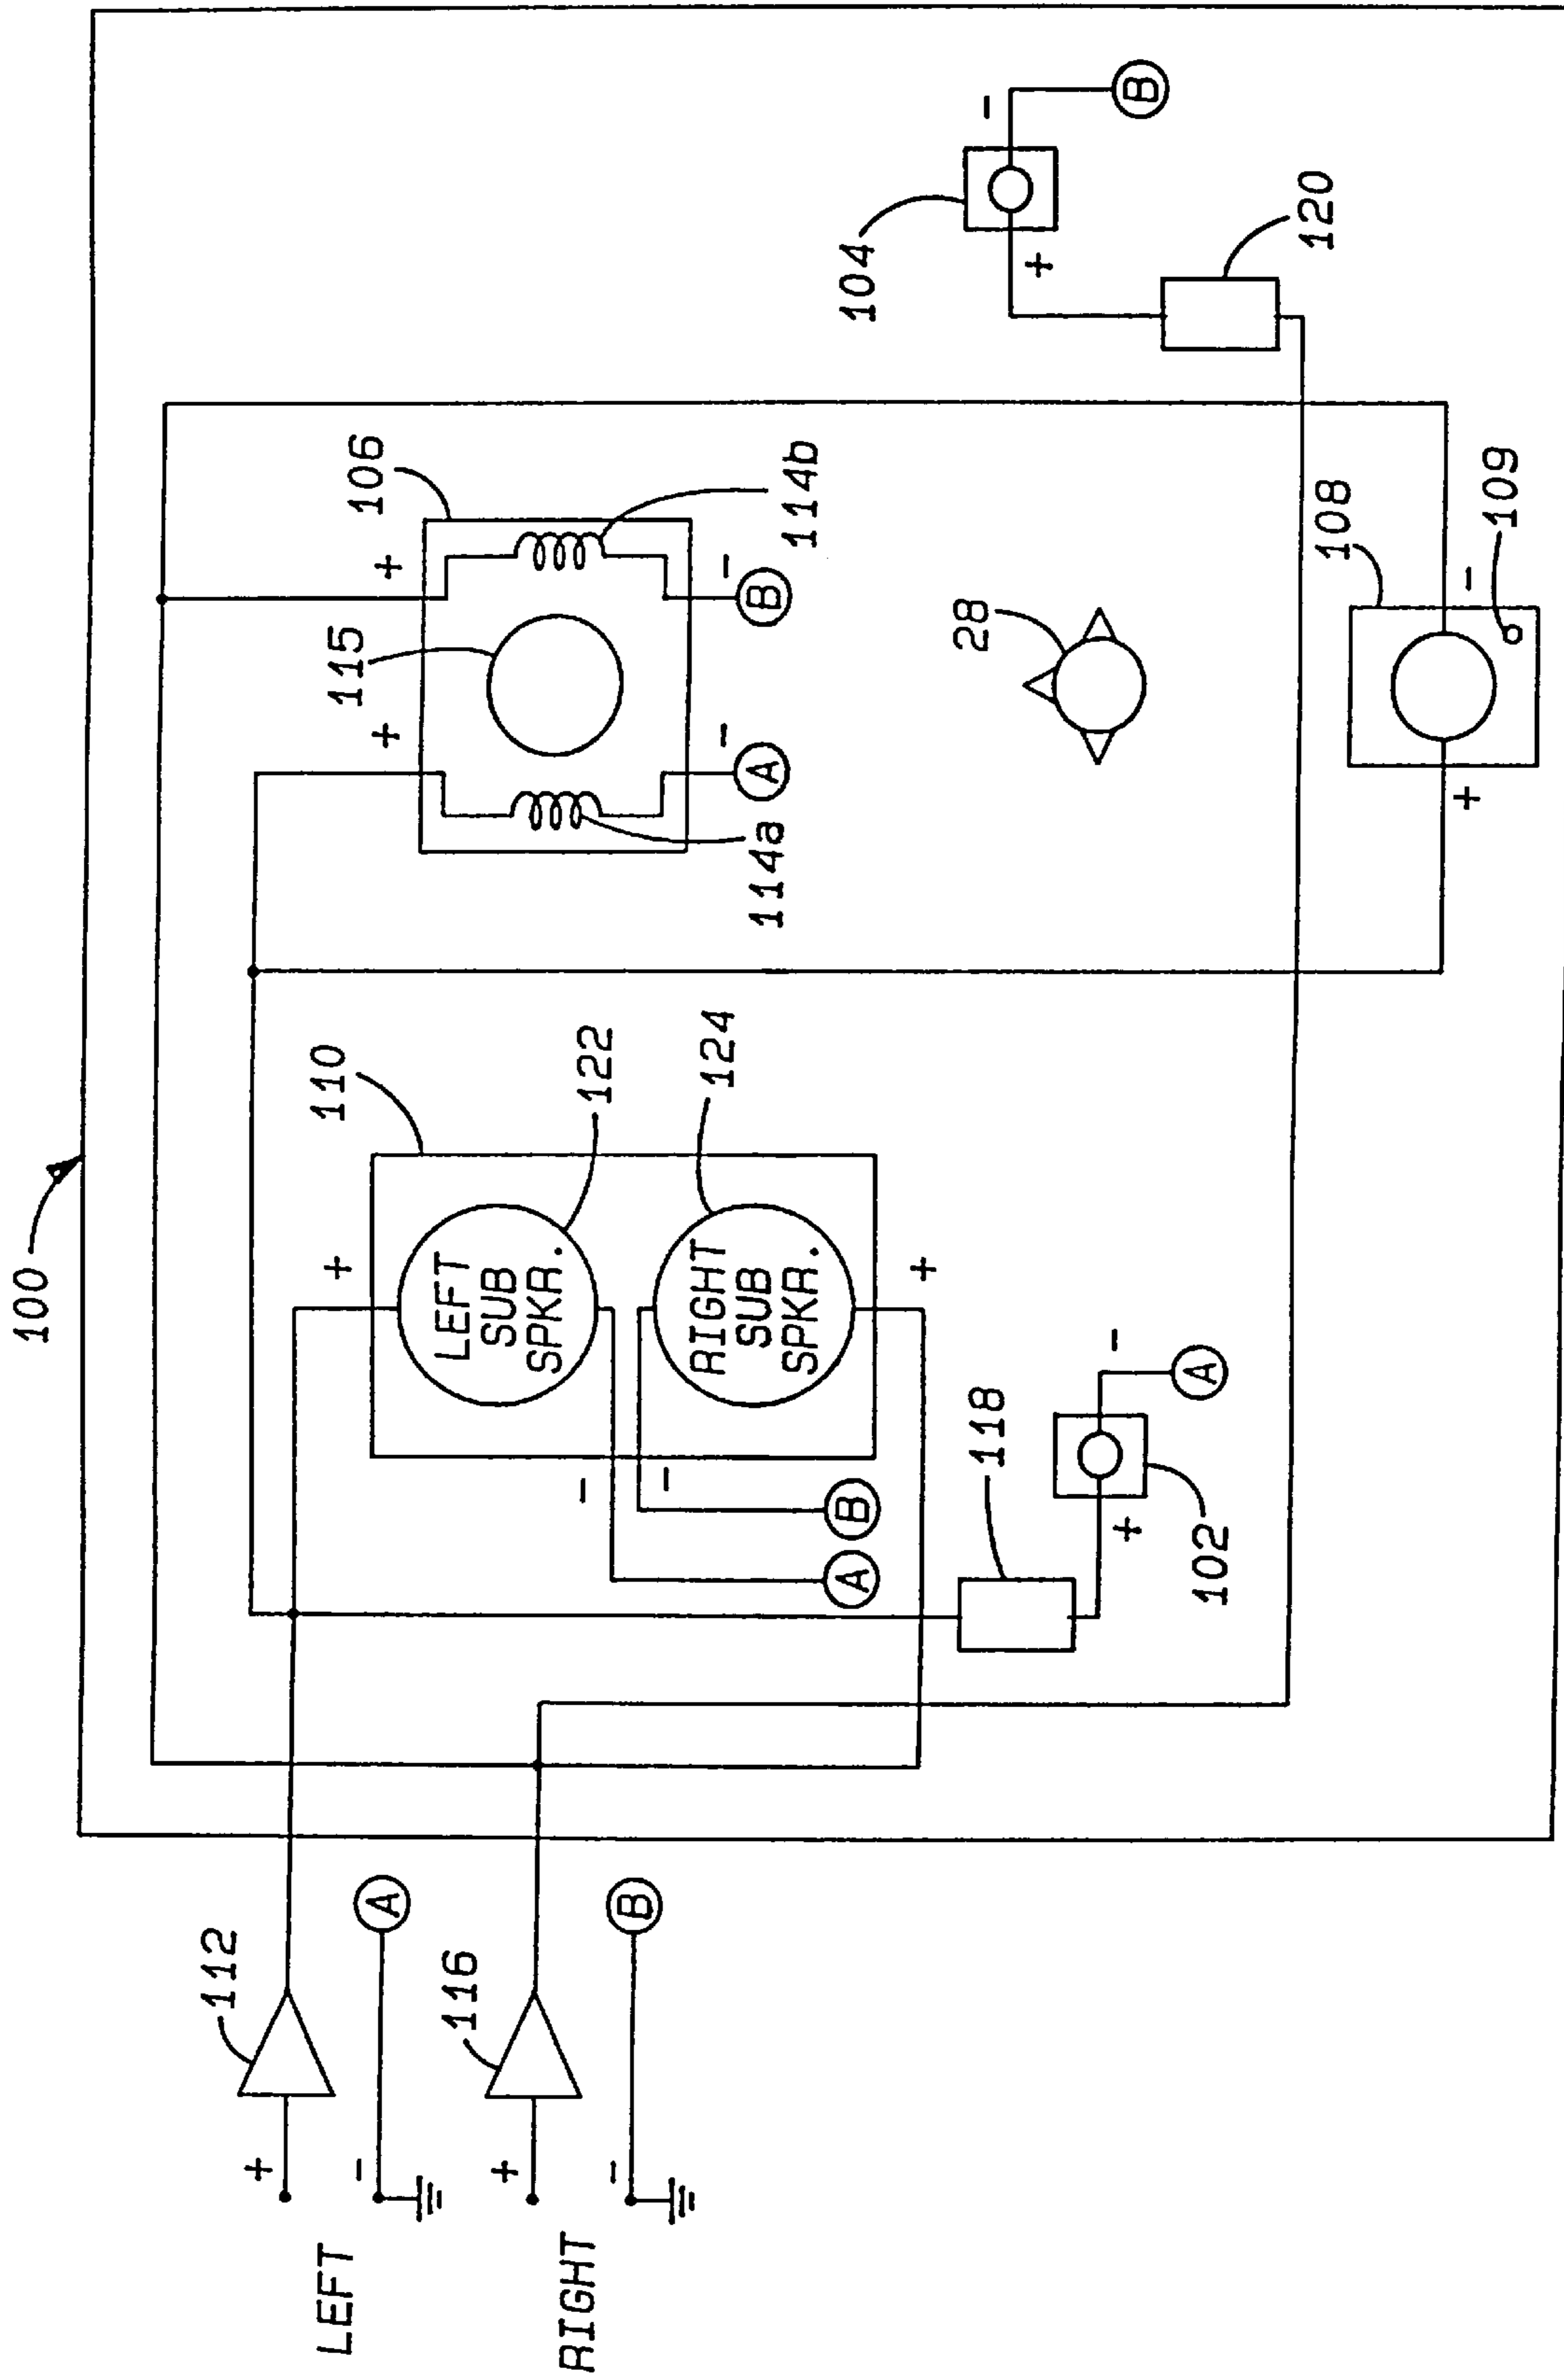 100
112
+
-
A
LEFT
116
+
-
B
RIGHT
110
+
LEFT
SUB
SPKR.
122
-
RIGHT
SUB
SPKR.
124
-
+
A
B
106
115
+
+
-
-
A
B
114a
114b
118
+
-
102
A
28
104
+
-
B
120
108
+
-
109